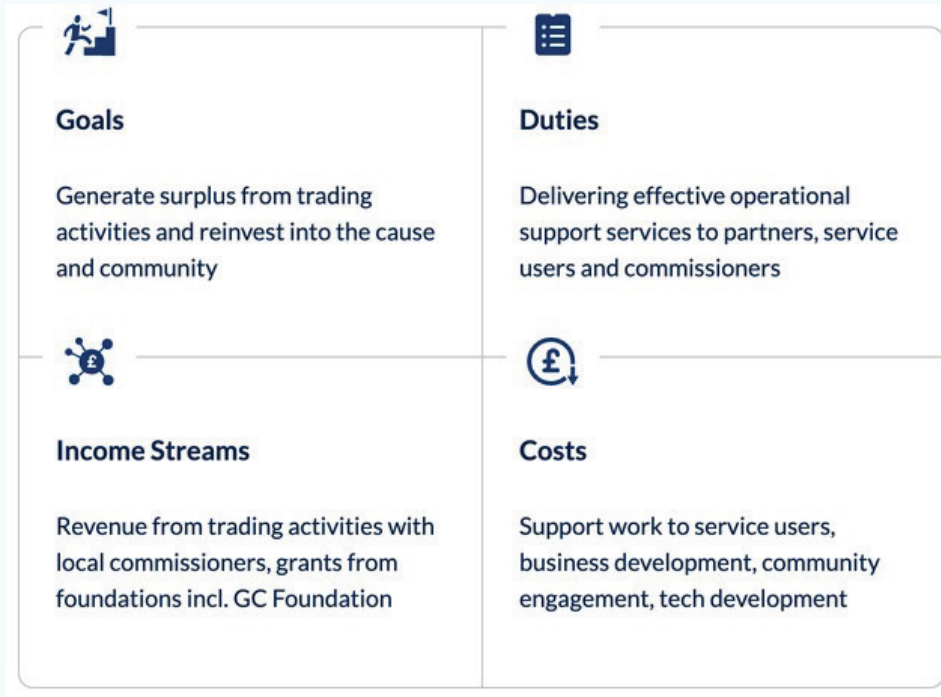 Goals
Generate surplus from trading
activities and reinvest into the cause
and community
Duties
Delivering effective operational
support services to partners, service
users and commissioners
£
Income Streams
Revenue from trading activities with
local commissioners, grants from
foundations incl. GC Foundation
£
Costs
Support work to service users,
business development, community
engagement, tech development